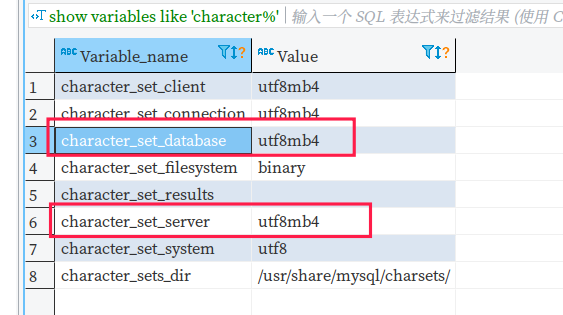 show variables like 'character%' 输入一个 SQL 表达式来过滤结果 (使用 C
Variable_name Value
1 character_set_client utf8mb4
2 character_set_connection utf8mb4
3 character_set_database utf8mb4
4 character_set_filesystem binary
5 character_set_results
6 character_set_server utf8mb4
7 character_set_system utf8
8 character_sets_dir /usr/share/mysql/charsets/